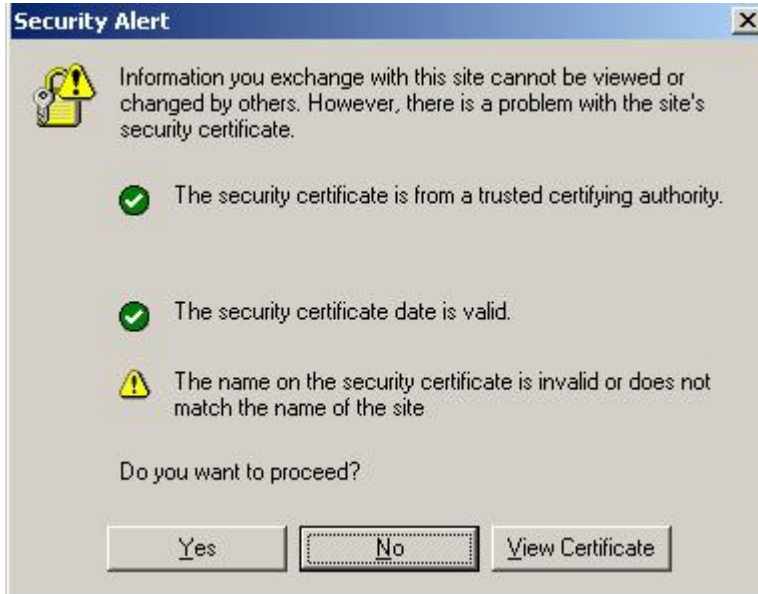 Security Alert
Information you exchange with this site cannot be viewed or
changed by others. However, there is a problem with the site's
security certificate.
The security certificate is from a trusted certifying authority.
The security certificate date is valid.
The name on the security certificate is invalid or does not
match the name of the site
Do you want to proceed?
Yes No View Certificate